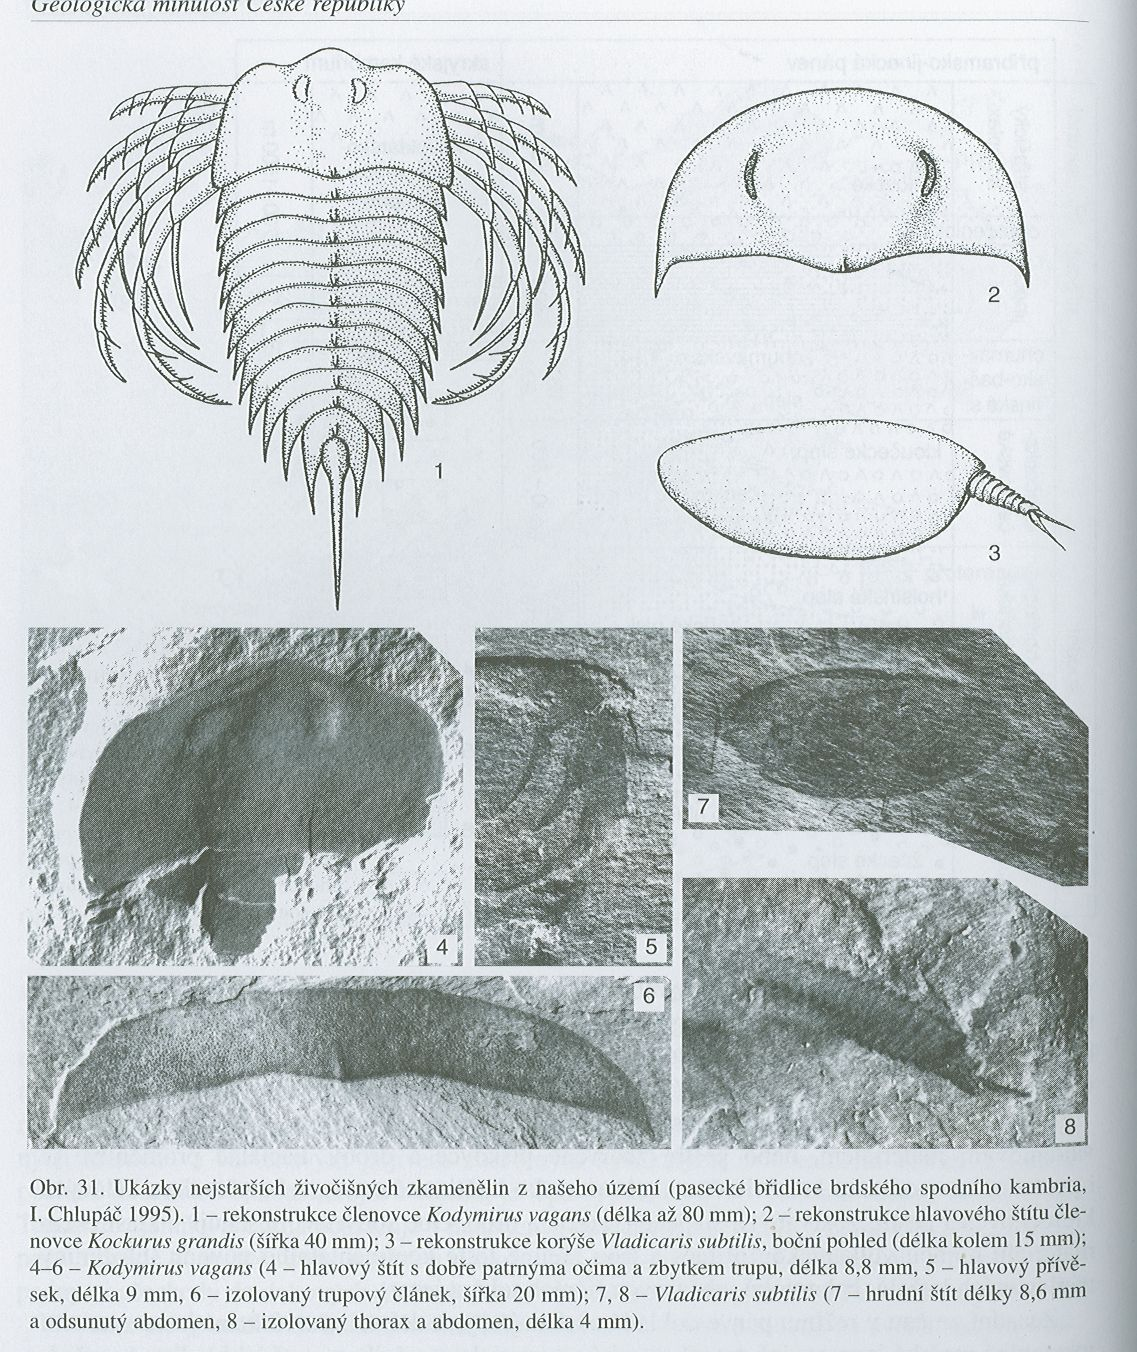 Geologická minulost České republiky
1
2
3
4
5
7
6
8
Obr. 31. Ukázky nejstarších živočišných zkamenělin z našeho území (pasecké břidlice brdského spodního kambria,
I. Chlupáč 1995). 1 – rekonstrukce členovce Kodymirus vagans (délka až 80 mm); 2 – rekonstrukce hlavového štítu čle-
novce Kockurus grandis (šířka 40 mm); 3 – rekonstrukce korýše Vladicaris subtilis, boční pohled (délka kolem 15 mm);
4–6 – Kodymirus vagans (4 – hlavový štít s dobře patrnýma očima a zbytkem trupu, délka 8,8 mm, 5 – hlavový přívě-
sek, délka 9 mm, 6 – izolovaný trupový článek, šířka 20 mm); 7, 8 – Vladicaris subtilis (7 – hrudní štít délky 8,6 mm
a odsunutý abdomen, 8 – izolovaný thorax a abdomen, délka 4 mm).